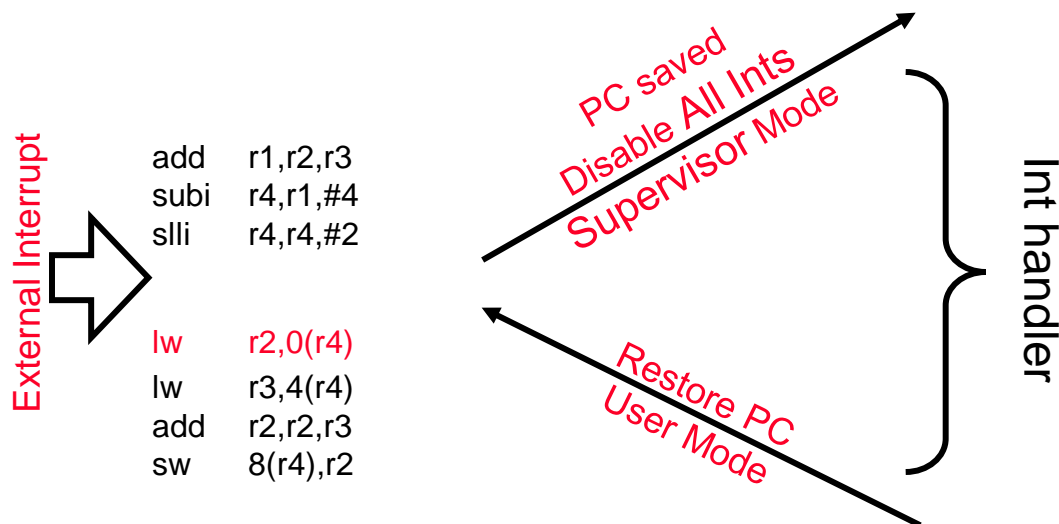 External Interrupt
add r1,r2,r3
subi r4,r1,#4
slli r4,r4,#2
lw r2,0(r4)
lw r3,4(r4)
add r2,r2,r3
sw 8(r4),r2
PC saved
Disable All Ints
Supervisor Mode
Restore PC
User Mode
Int handler